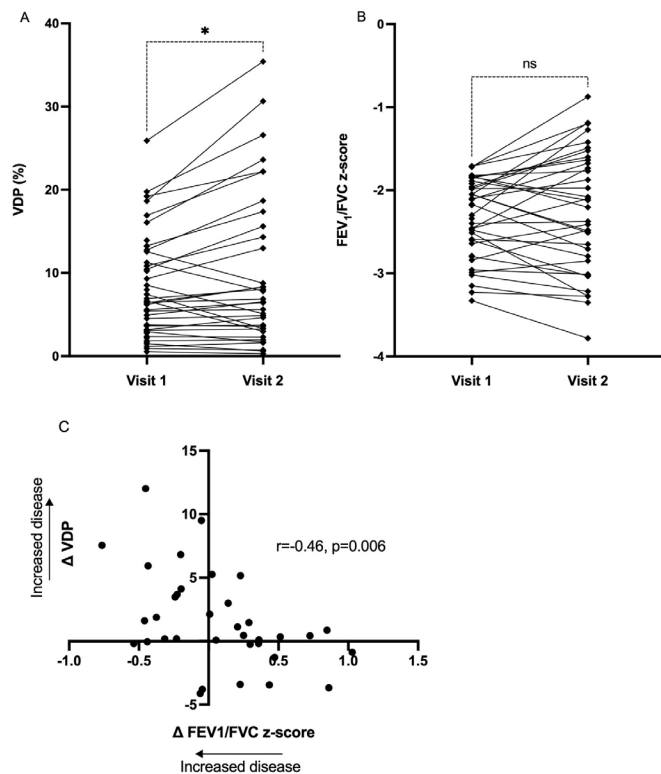 A
*
VDP (%)
40
30
20
10
0
Visit 1
Visit 2
B
ns
FEV1/FVC z-score
0
-1
-2
-3
-4
Visit 1
Visit 2
C
Increased disease
Δ VDP
15
10
5
-5
-1.0
-0.5
0.5
1.0
1.5
r=-0.46, p=0.006
Δ FEV1/FVC z-score
Increased disease